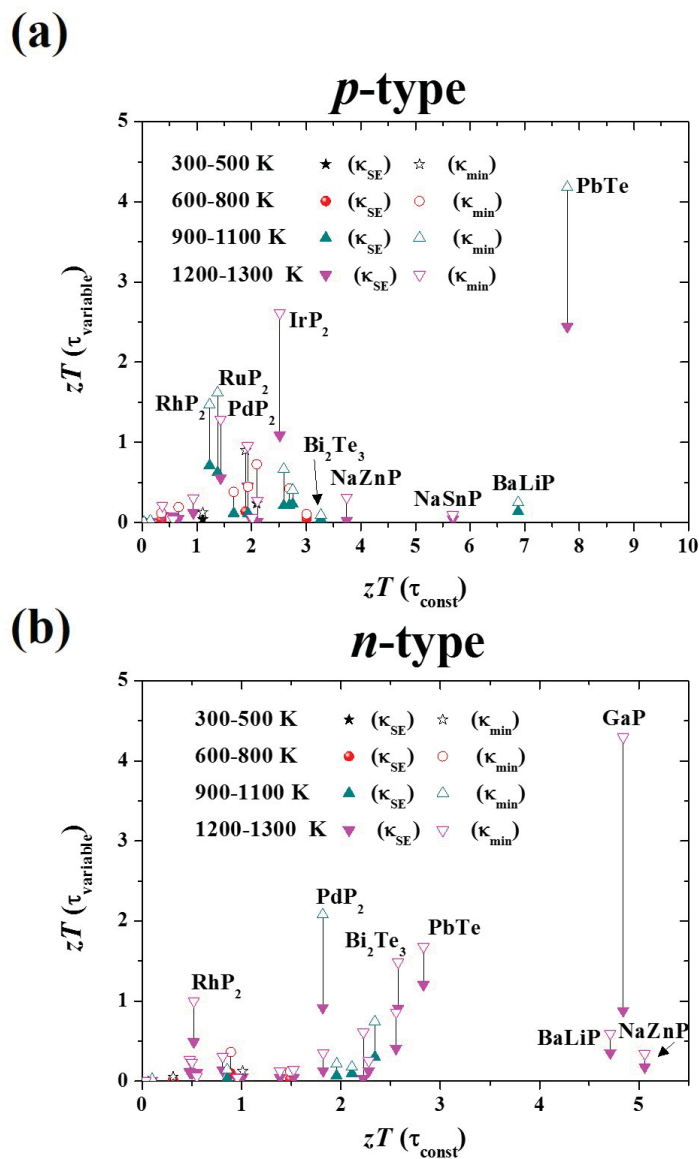 (a)
p-type
5
4
3
2
1
0
zT (τvariable)
300-500 K (κSE) (κmin)
600-800 K (κSE) (κmin)
900-1100 K (κSE) (κmin)
1200-1300 K (κSE) (κmin)
PbTe
IrP2
RuP2
RhP2
PdP2
Bi2Te3
NaZnP
NaSnP
BaLiP
0 1 2 3 4 5 6 7 8 9 10
zT (τconst)
(b)
n-type
5
4
3
2
1
0
zT (τvariable)
300-500 K (κSE) (κmin)
600-800 K (κSE) (κmin)
900-1100 K (κSE) (κmin)
1200-1300 K (κSE) (κmin)
GaP
PdP2
PbTe
Bi2Te3
RhP2
BaLiP
NaZnP
0 1 2 3 4 5
zT (τconst)